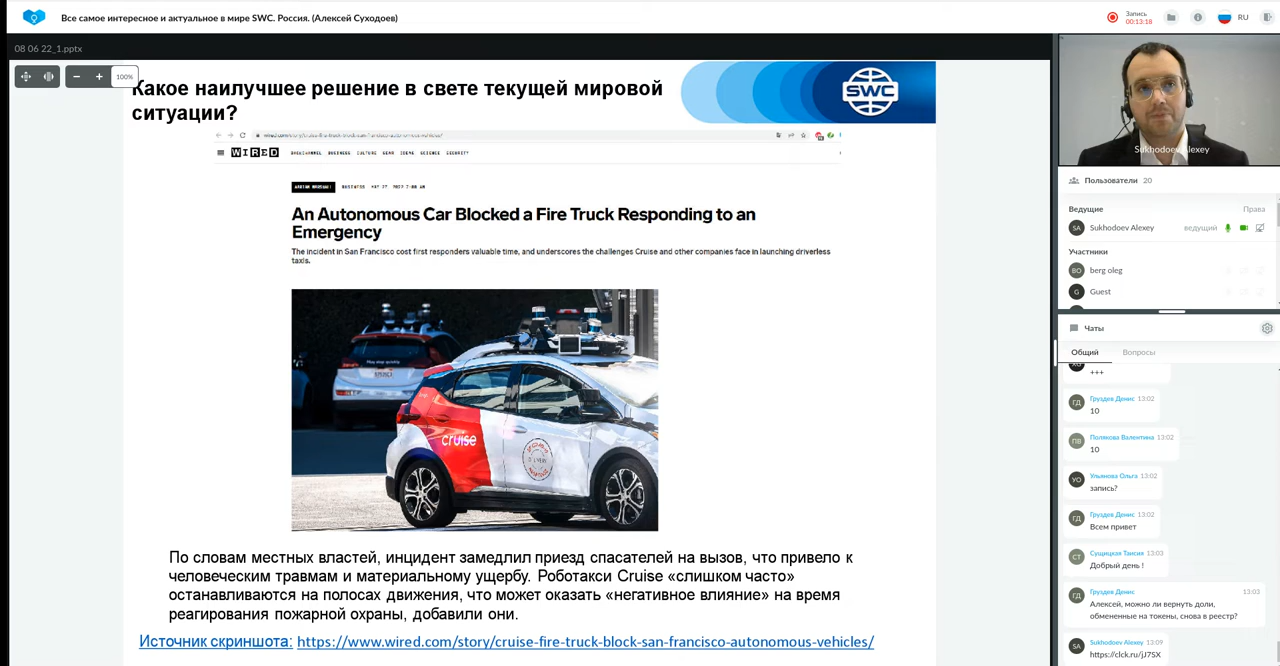 Все самое интересное и актуальное в мире SWC. Россия. (Алексей Суходоев)
Запись
00:13:18
RU
08 06 22_1.pptx
100%
Какое наилучшее решение в свете текущей мировой
ситуации?
SWC
WIRED
BACKCHANNEL BUSINESS CULTURE GEAR IDEAS SCIENCE SECURITY
An Autonomous Car Blocked a Fire Truck Responding to an
Emergency
The incident in San Francisco cost first responders valuable time, and underscores the challenges Cruise and other companies face in launching driverless
taxis.
cruise
По словам местных властей, инцидент замедлил приезд спасателей на вызов, что привело к
человеческим травмам и материальному ущербу. Роботакси Cruise «слишком часто»
останавливаются на полосах движения, что может оказать «негативное влияние» на время
реагирования пожарной охраны, добавили они.
Источник скриншота: https://www.wired.com/story/cruise-fire-truck-block-san-francisco-autonomous-vehicles/
Sukhodoev Alexey
Пользователи 20
Ведущие Права
SA Sukhodoev Alexey ведущий
Участники
BO berg oleg
G Guest
Чаты
Общий Вопросы
+++
ГД Груздев Денис 13:02
10
ПВ Полякова Валентина 13:02
10
УО Ульянова Ольга 13:02
запись?
ГД Груздев Денис 13:02
Всем привет
СТ Сущицкая Таисия 13:03
Добрый день !
ГД Груздев Денис 13:03
Алексей, можно ли вернуть доли,
обмененные на токены, снова в реестр?
SA Sukhodoev Alexey 13:09
https://clck.ru/jJ7SX